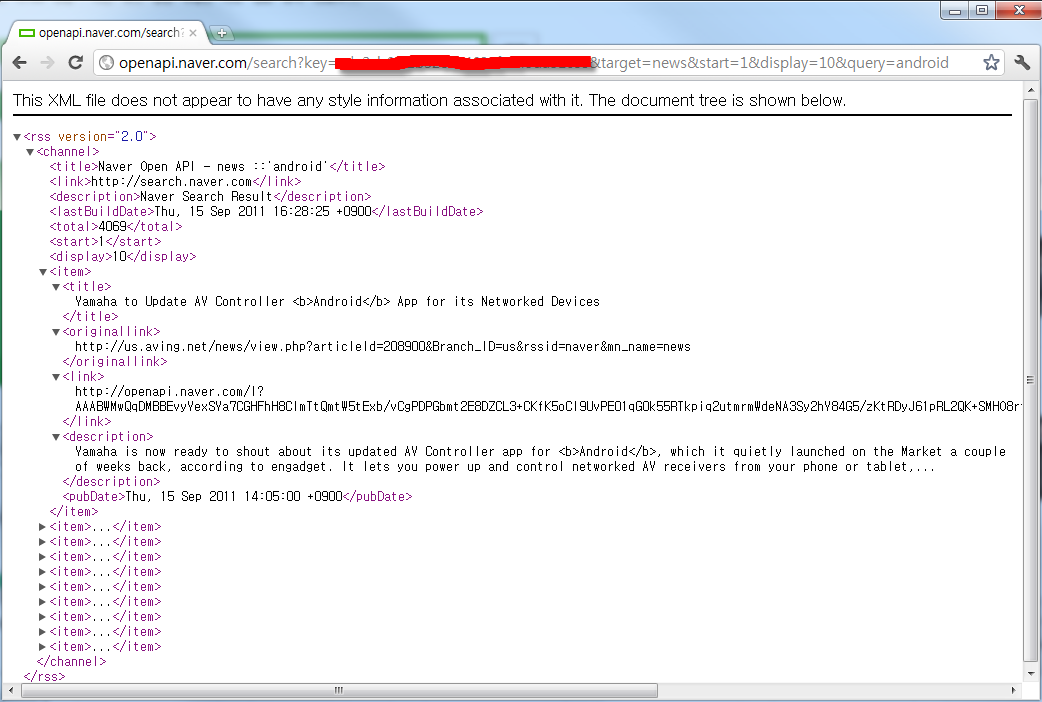 openapi.naver.com/search?
openapi.naver.com/search?key= &target=news&start=1&display=10&query=android
This XML file does not appear to have any style information associated with it. The document tree is shown below.
▼<rss version="2.0">
▼<channel>
<title>Naver Open API - news ::'android'</title>
<link>http://search.naver.com</link>
<description>Naver Search Result</description>
<lastBuildDate>Thu, 15 Sep 2011 16:28:25 +0900</lastBuildDate>
<total>4069</total>
<start>1</start>
<display>10</display>
▼<item>
▼<title>
Yamaha to Update AV Controller <b>Android</b> App for its Networked Devices
</title>
▼<originallink>
http://us.aving.net/news/view.php?articleId=208900&Branch_ID=us&rssid=naver&mn_name=news
</originallink>
▼<link>
http://openapi.naver.com/l?
</link>
▼<description>
Yamaha is now ready to shout about its updated AV Controller app for <b>Android</b>, which it quietly launched on the Market a couple
of weeks back, according to engadget. It lets you power up and control networked AV receivers from your phone or tablet,...
</description>
<pubDate>Thu, 15 Sep 2011 14:05:00 +0900</pubDate>
</item>
▶<item>...</item>
▶<item>...</item>
▶<item>...</item>
▶<item>...</item>
▶<item>...</item>
▶<item>...</item>
▶<item>...</item>
▶<item>...</item>
▶<item>...</item>
</channel>
</rss>